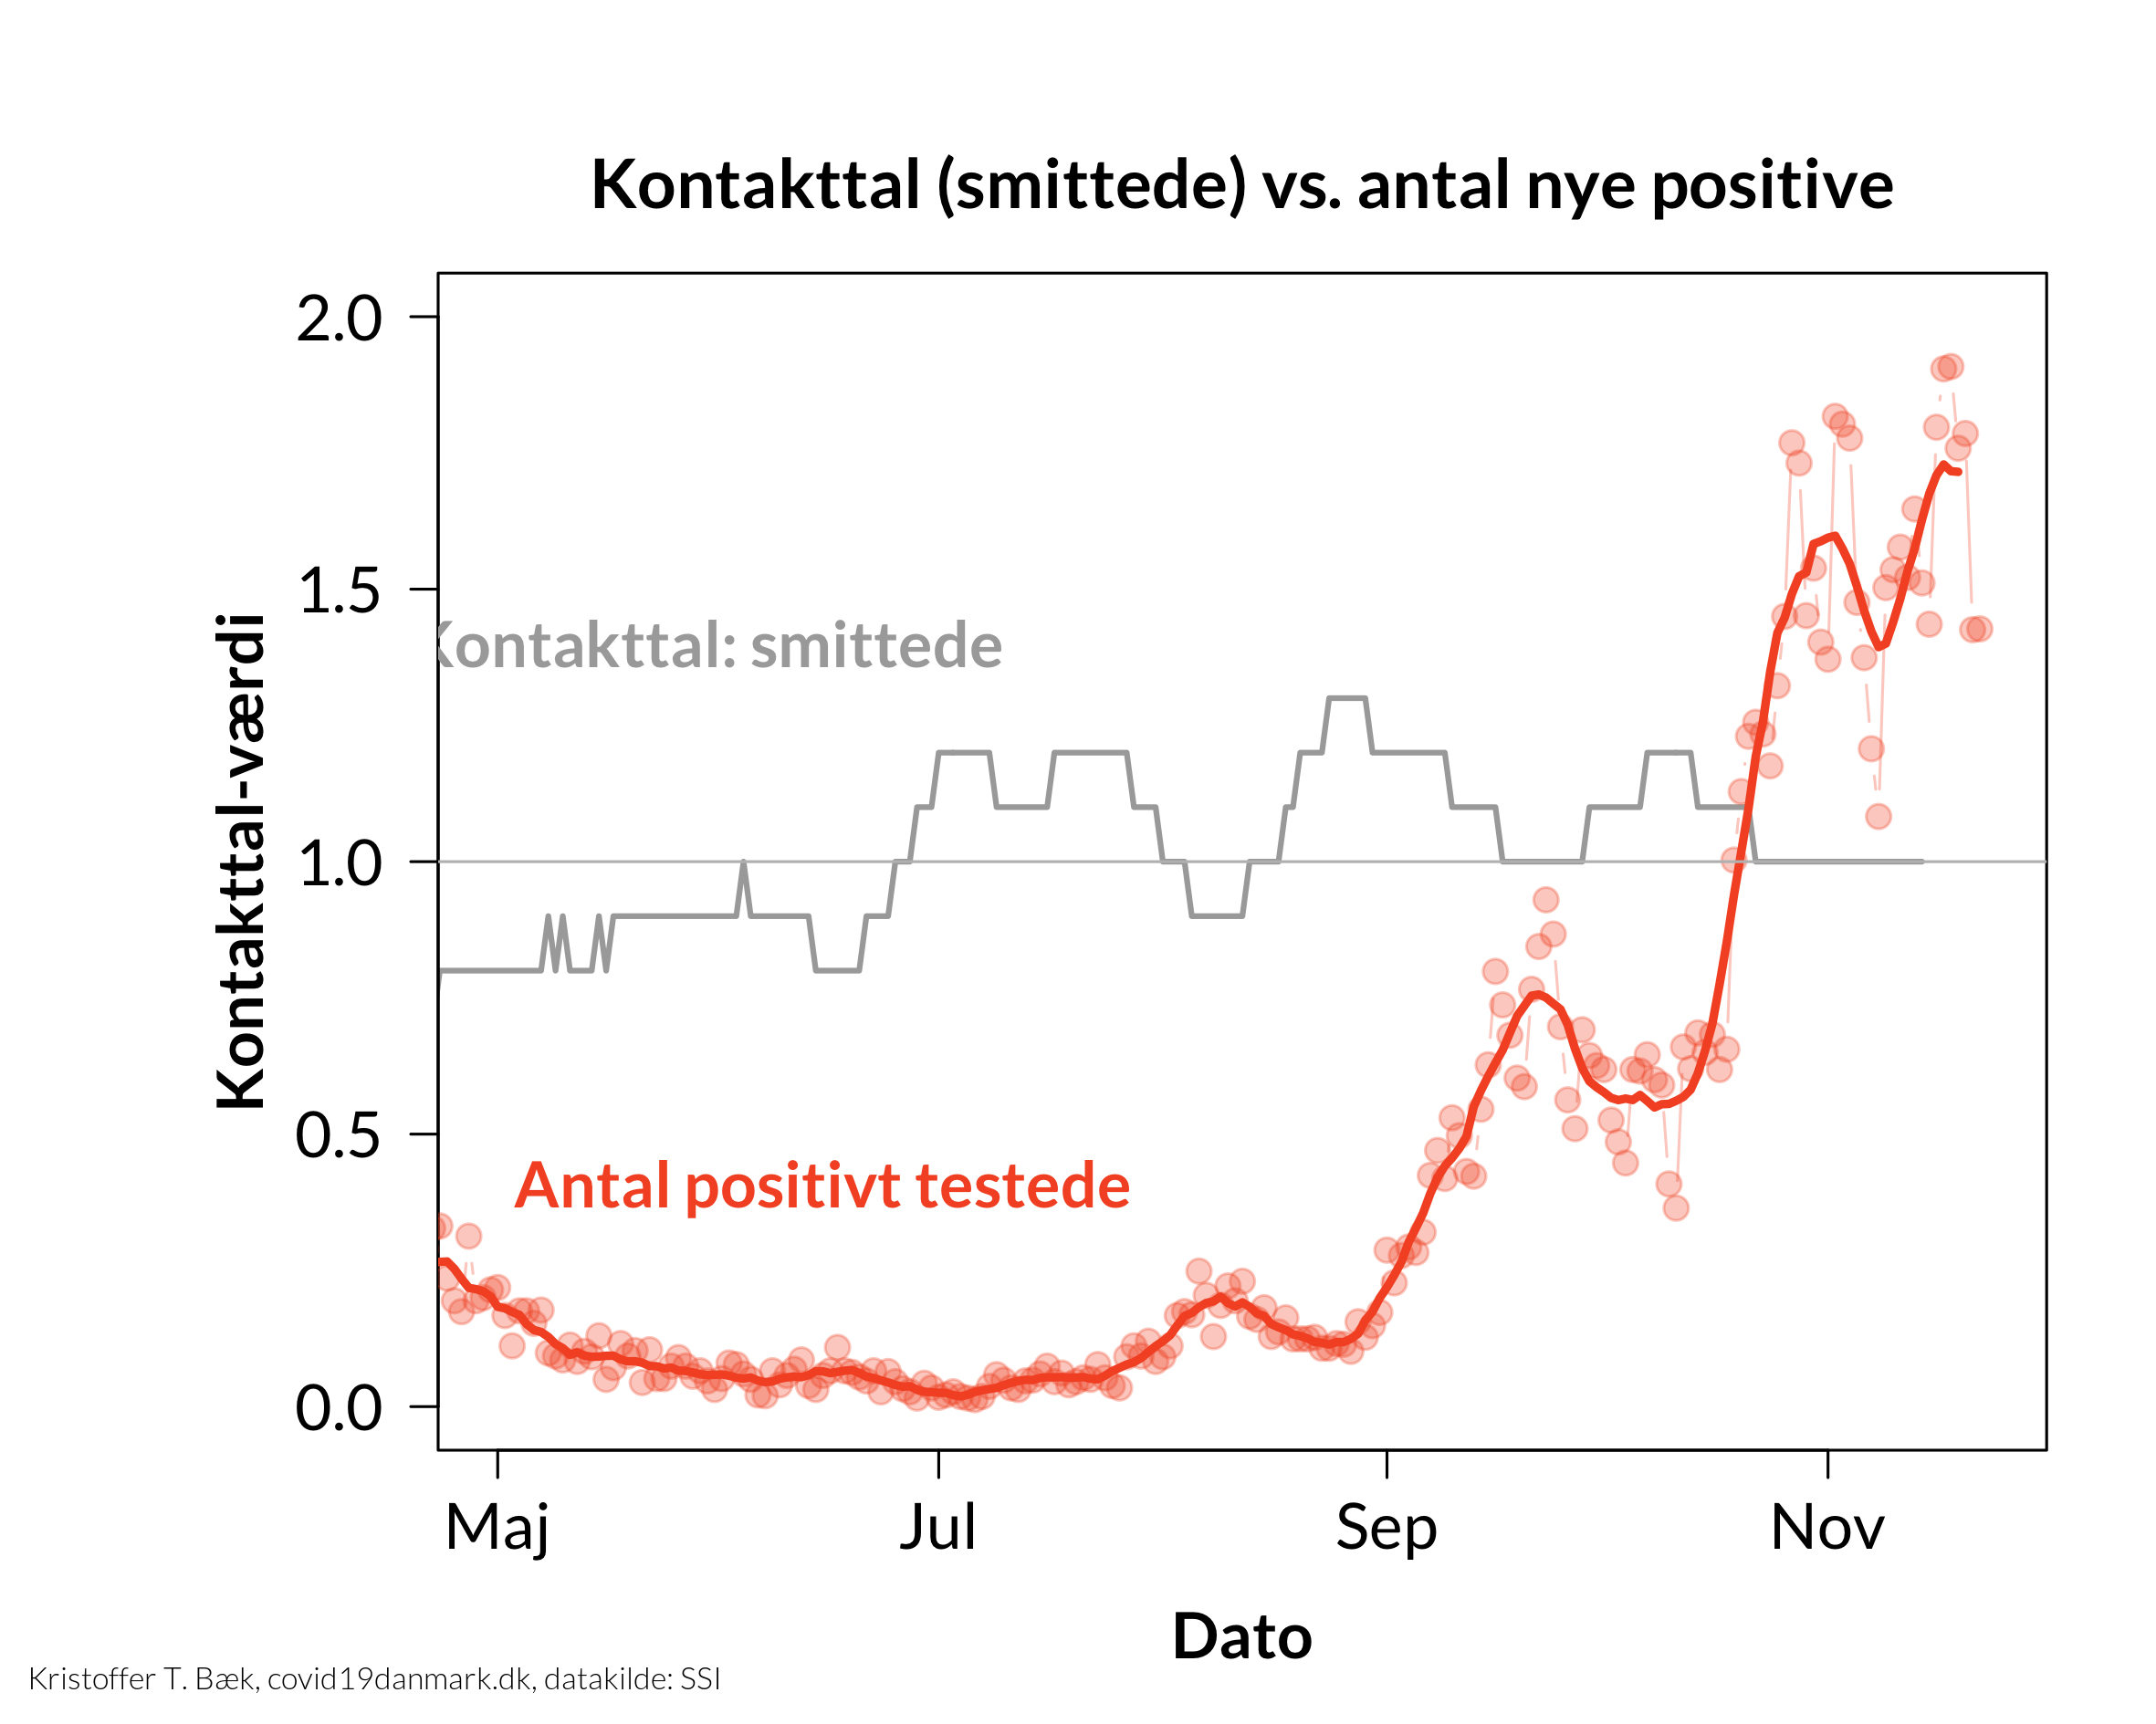 Kontakttal (smittede) vs. antal nye positive
Kontakttal-værdi
2.0
1.5
1.0
0.5
0.0
Kontakttal: smittede
Antal positivt testede
Maj Jul Sep Nov
Dato
Kristoffer T. Bæk, covid19danmark.dk, datakilde: SSI